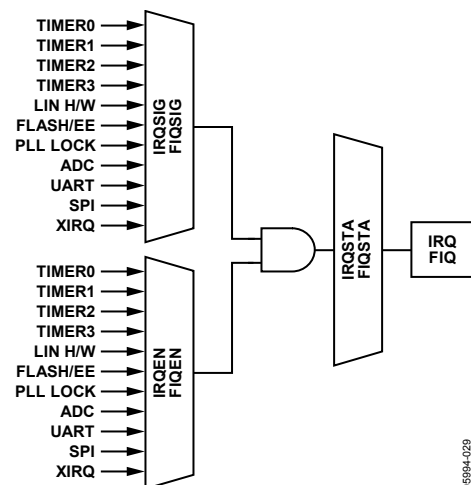 TIMER0
TIMER1
TIMER2
TIMER3
LIN H/W
FLASH/EE
PLL LOCK
ADC
UART
SPI
XIRQ
IRQSIG
FIQSIG
TIMER0
TIMER1
TIMER2
TIMER3
LIN H/W
FLASH/EE
PLL LOCK
ADC
UART
SPI
XIRQ
IRQEN
FIQEN
IRQSTA
FIQSTA
IRQ
FIQ
05994-029